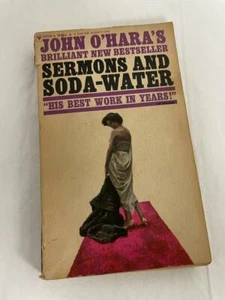 JOHN O'HARA'S
BRILLIANT NEW BESTSELLER
SERMONS AND
SODA-WATER
"HIS BEST WORK IN YEARS!"